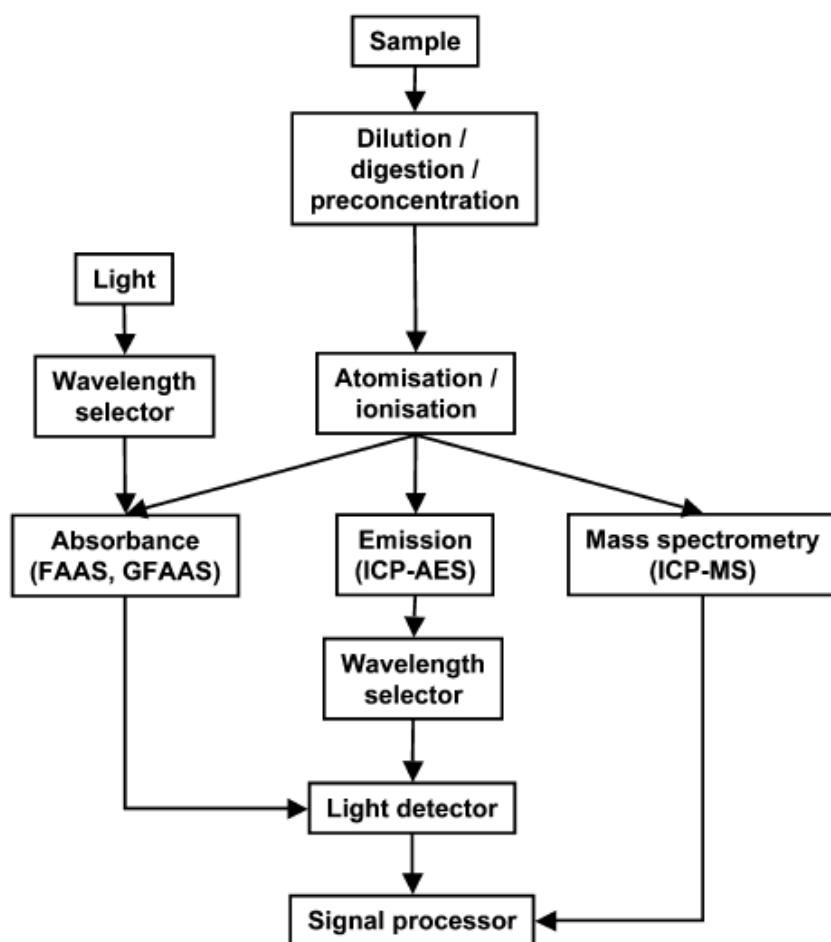 Sample
Dilution /
digestion /
preconcentration
Light
Wavelength
selector
Atomisation /
ionisation
Absorbance
(FAAS, GFAAS)
Emission
(ICP-AES)
Mass spectrometry
(ICP-MS)
Wavelength
selector
Light detector
Signal processor